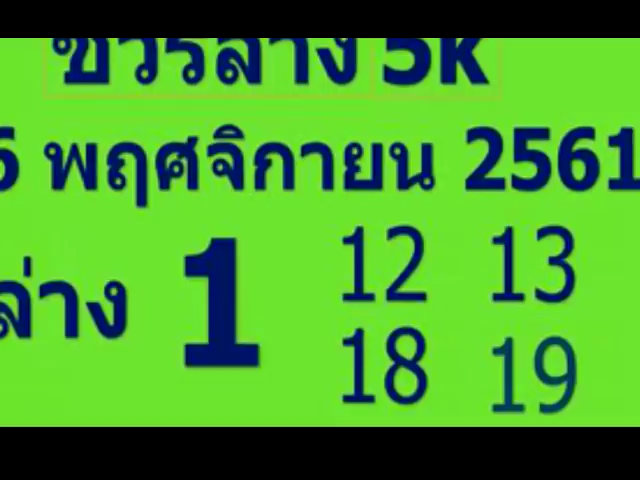 ชัวร์ล่าง 5k
6 พฤศจิกายน 2561
ล่าง 1 12 13
18 19